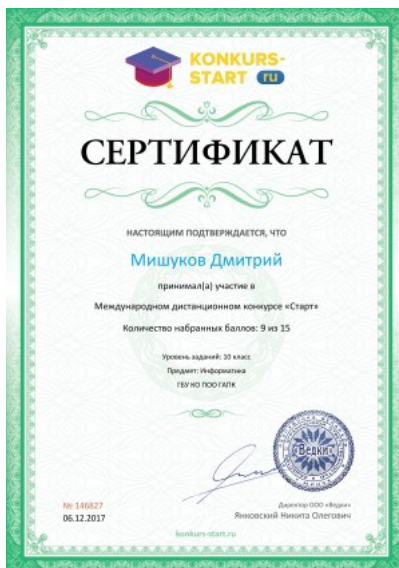 KONKURS-
START ru
СЕРТИФИКАТ
НАСТОЯЩИМ ПОДТВЕРЖДАЕТСЯ, ЧТО
Мишуков Дмитрий
принимал(а) участие в
Международном дистанционном конкурсе «Старт»
Количество набранных баллов: 9 из 15
Уровень заданий: 10 класс
Предмет: Информатика
ГБУ КО ПОО ГАПК
«Ведки»
№ 146827
06.12.2017
Директор ООО «Ведки»
Янковский Никита Олегович
konkurs-start.ru